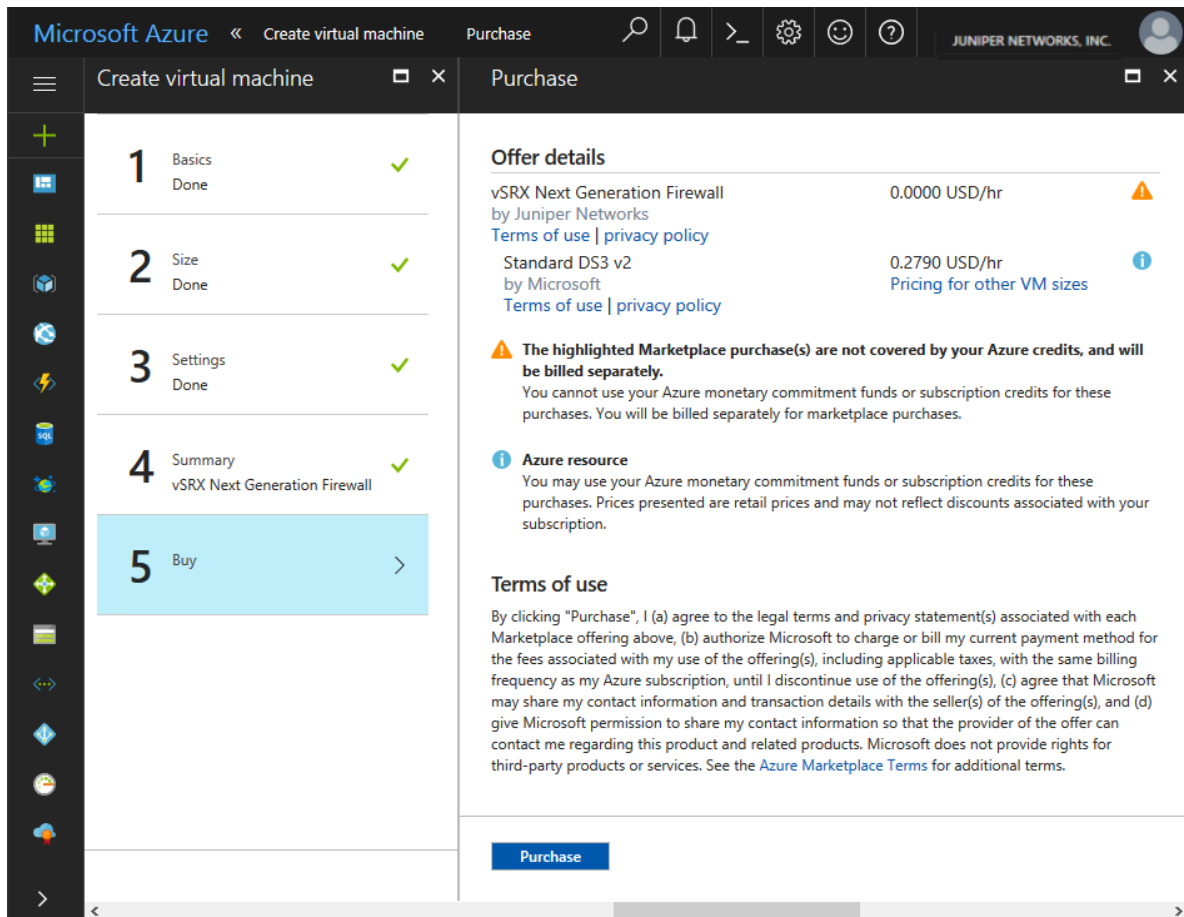 Microsoft Azure « Create virtual machine Purchase >_ ? JUNIPER NETWORKS, INC.
Create virtual machine
Purchase
1 Basics
Done
2 Size
Done
3 Settings
Done
4 Summary
vSRX Next Generation Firewall
5 Buy
SQL
Offer details
vSRX Next Generation Firewall 0.0000 USD/hr
by Juniper Networks
Terms of use | privacy policy
Standard DS3 v2 0.2790 USD/hr
by Microsoft Pricing for other VM sizes
Terms of use | privacy policy
The highlighted Marketplace purchase(s) are not covered by your Azure credits, and will
be billed separately.
You cannot use your Azure monetary commitment funds or subscription credits for these
purchases. You will be billed separately for marketplace purchases.
Azure resource
You may use your Azure monetary commitment funds or subscription credits for these
purchases. Prices presented are retail prices and may not reflect discounts associated with your
subscription.
Terms of use
By clicking "Purchase", I (a) agree to the legal terms and privacy statement(s) associated with each
Marketplace offering above, (b) authorize Microsoft to charge or bill my current payment method for
the fees associated with my use of the offering(s), including applicable taxes, with the same billing
frequency as my Azure subscription, until I discontinue use of the offering(s), (c) agree that Microsoft
may share my contact information and transaction details with the seller(s) of the offering(s), and (d)
give Microsoft permission to share my contact information so that the provider of the offer can
contact me regarding this product and related products. Microsoft does not provide rights for
third-party products or services. See the Azure Marketplace Terms for additional terms.
Purchase